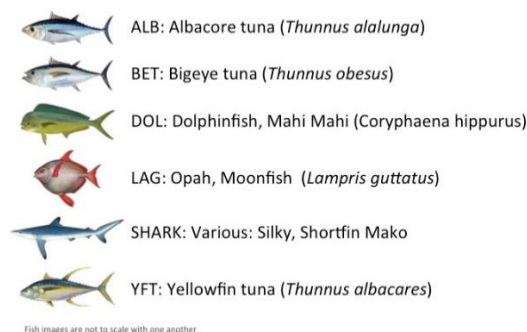 ALB: Albacore tuna (Thunnus alalunga)
BET: Bigeye tuna (Thunnus obesus)
DOL: Dolphinfish, Mahi Mahi (Coryphaena hippurus)
LAG: Opah, Moonfish (Lampris guttatus)
SHARK: Various: Silky, Shortfin Mako
YFT: Yellowfin tuna (Thunnus albacares)
Fish images are not to scale with one another